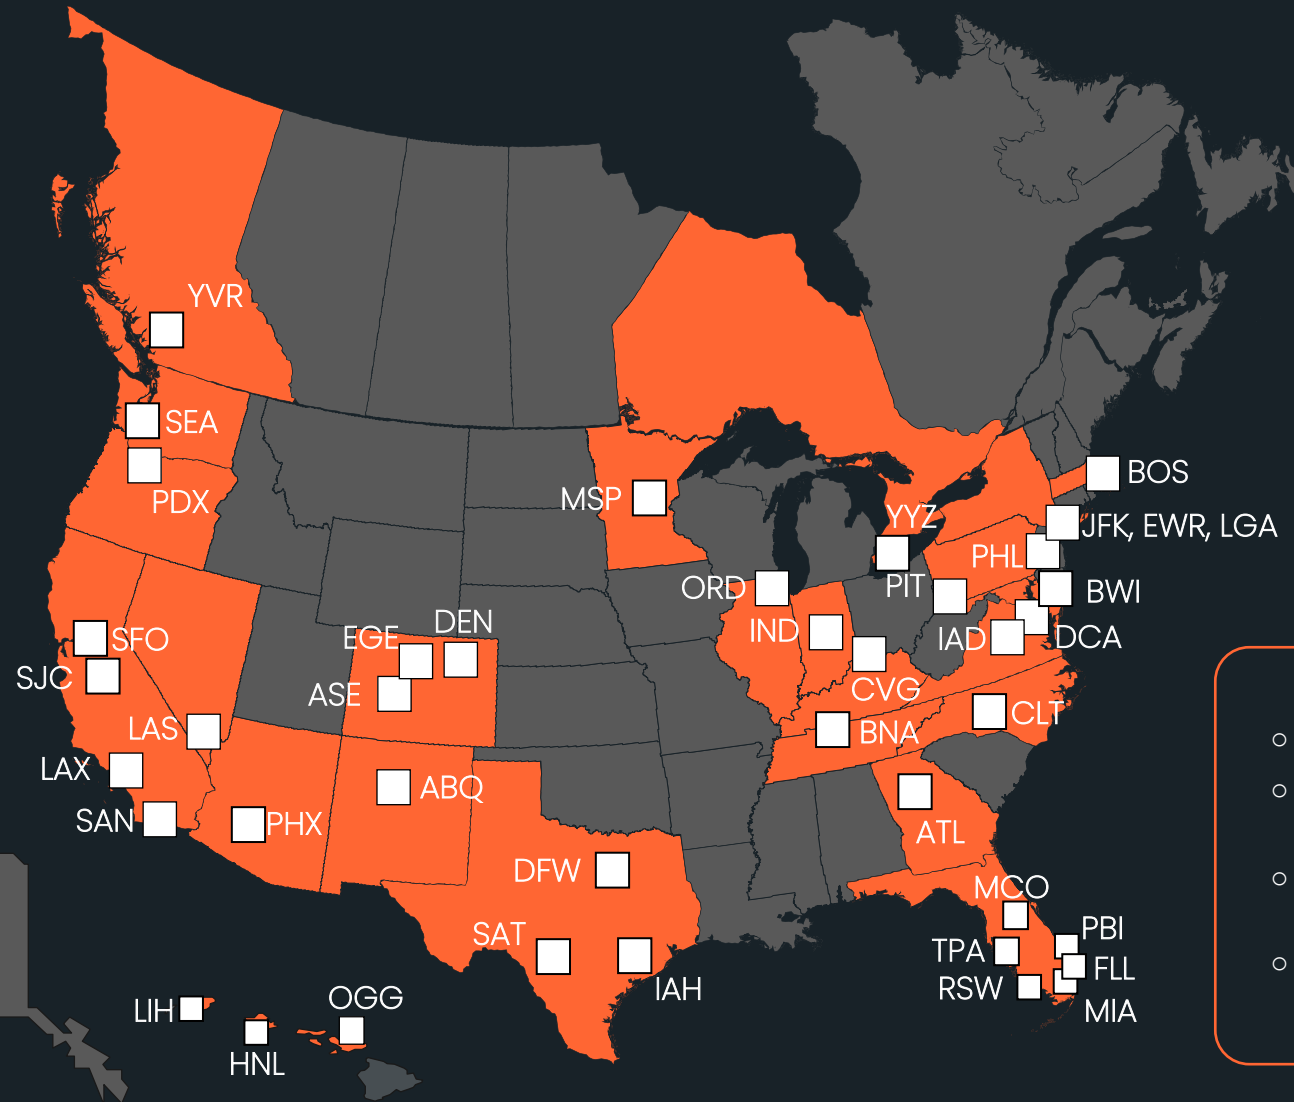 YVR
SEA
PDX
MSP
BOS
YYZ
JFK, EWR, LGA
PHL
ORD
PIT
BWI
IND
IAD
DCA
DEN
EGE
SFO
SJC
ASE
CVG
CLT
LAS
BNA
LAX
ABQ
SAN
PHX
ATL
DFW
MCO
SAT
PBI
TPA
FLL
RSW
IAH
OGG
LIH
MIA
HNL